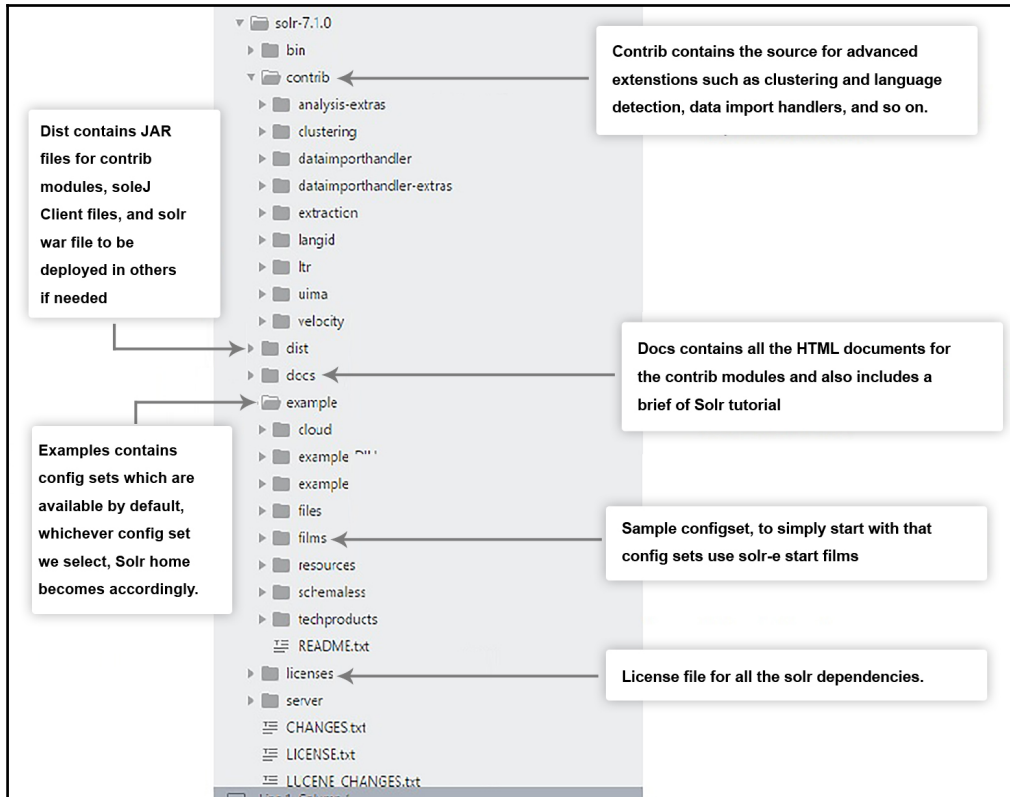 solr-7.1.0
bin
contrib
analysis-extras
clustering
dataimporthandler
dataimporthandler-extras
extraction
langid
ltr
uima
velocity
dist
docs
example
cloud
example
example
files
films
resources
schemaless
techproducts
README.txt
licenses
server
CHANGES.txt
LICENSE.txt
LUCENE_CHANGES.txt
Contrib contains the source for advanced
extenstions such as clustering and language
detection, data import handlers, and so on.
Dist contains JAR
files for contrib
modules, soleJ
Client files, and solr
war file to be
deployed in others
if needed
Docs contains all the HTML documents for
the contrib modules and also includes a
brief of Solr tutorial
Examples contains
config sets which are
available by default,
whichever config set
we select, Solr home
becomes accordingly.
Sample configset, to simply start with that
config sets use solr-e start films
License file for all the solr dependencies.